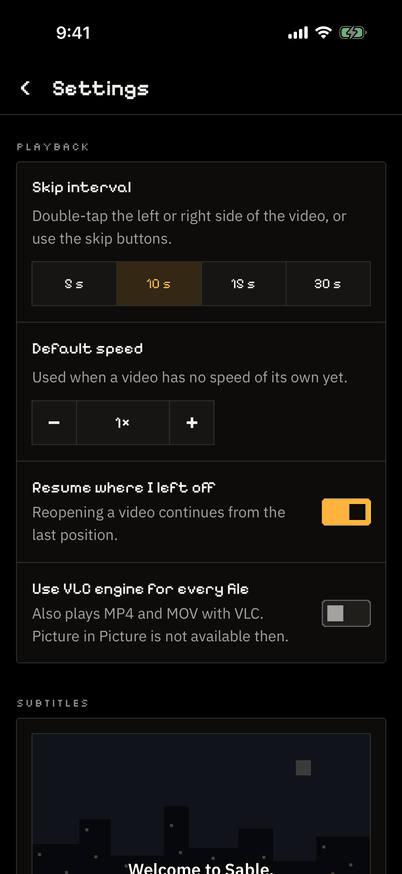 9:41
Settings
PLAYBACK
Skip interval
Double-tap the left or right side of the video, or
use the skip buttons.
5 s
10 s
15 s
30 s
Default speed
Used when a video has no speed of its own yet.
− 1× +
Resume where I left off
Reopening a video continues from the
last position.
Use VLC engine for every file
Also plays MP4 and MOV with VLC.
Picture in Picture is not available then.
SUBTITLES
Welcome to Sable.